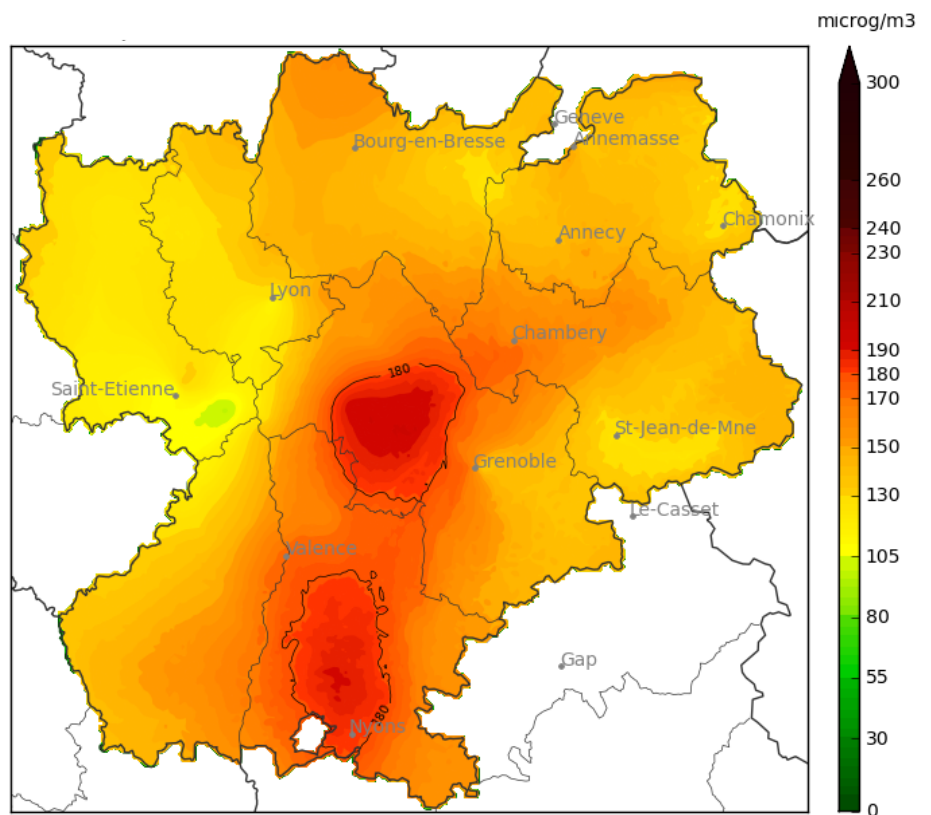 microg/m3
300
260
240
230
210
190
180
170
150
130
105
80
55
30
0
Geneve
Annemasse
Bourg-en-Bresse
Chamonix
Annecy
Lyon
Chambery
180
Saint-Etienne
St-Jean-de-Mne
Grenoble
Le-Casset
Valence
Gap
180
Nyons